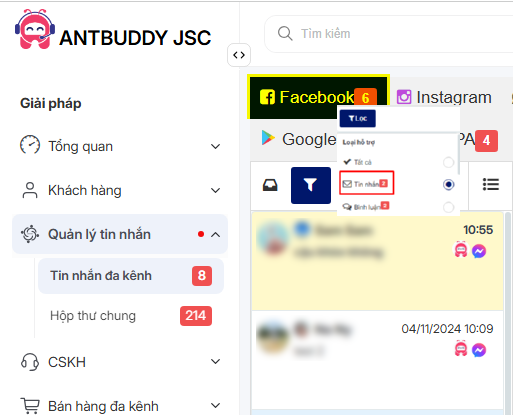 ANTBUDDY JSC
Tìm kiếm
Giải pháp
Tổng quan
Khách hàng
Quản lý tin nhắn
Tin nhắn đa kênh 8
Hộp thư chung 214
CSKH
Bán hàng đa kênh
Facebook 6
Instagram
Google
PA 4
Lọc
Loại hỗ trợ
Tất cả
Tin nhắn 2
Bình luận
10:55
04/11/2024 10:09